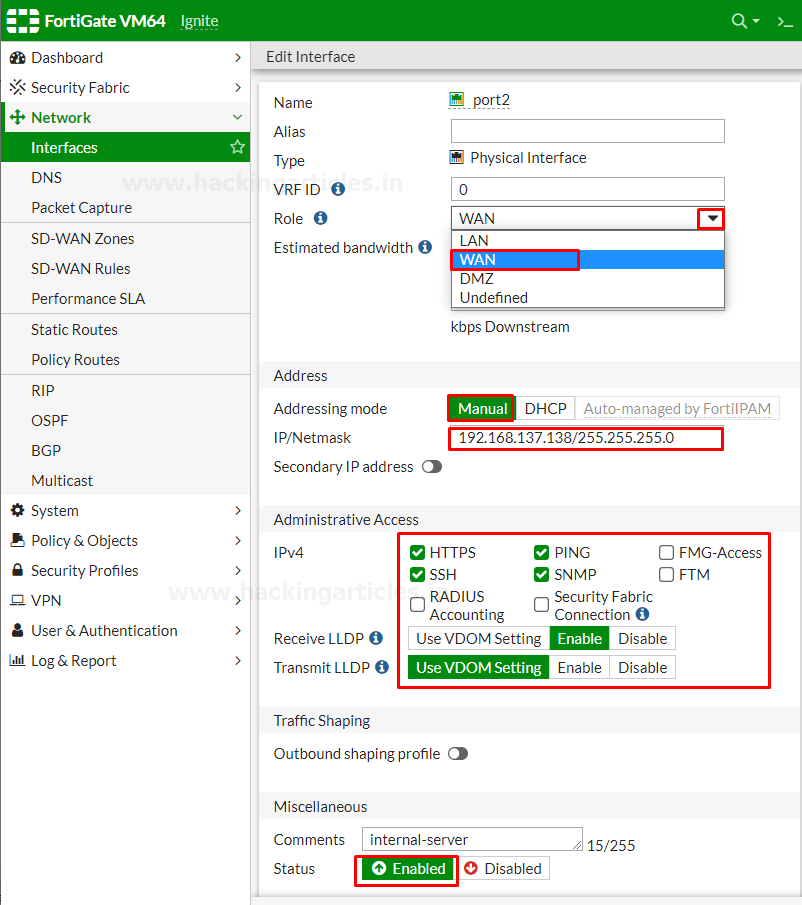 FortiGate VM64 Ignite >_
Dashboard
Security Fabric
Network
Interfaces
DNS
Packet Capture
SD-WAN Zones
SD-WAN Rules
Performance SLA
Static Routes
Policy Routes
RIP
OSPF
BGP
Multicast
System
Policy & Objects
Security Profiles
VPN
User & Authentication
Log & Report
Edit Interface
Name port2
Alias
Type Physical Interface
www.hackingarticles.in
VRF ID 0
Role WAN
LAN
WAN
DMZ
Undefined
Estimated bandwidth
kbps Downstream
Address
Addressing mode Manual DHCP Auto-managed by FortiIPAM
IP/Netmask 192.168.137.138/255.255.255.0
Secondary IP address
Administrative Access
IPv4 HTTPS PING FMG-Access
SSH SNMP FTM
RADIUS Accounting Security Fabric Connection
www.hackingarticles.
Receive LLDP Use VDOM Setting Enable Disable
Transmit LLDP Use VDOM Setting Enable Disable
Traffic Shaping
Outbound shaping profile
Miscellaneous
Comments internal-server 15/255
Status Enabled Disabled